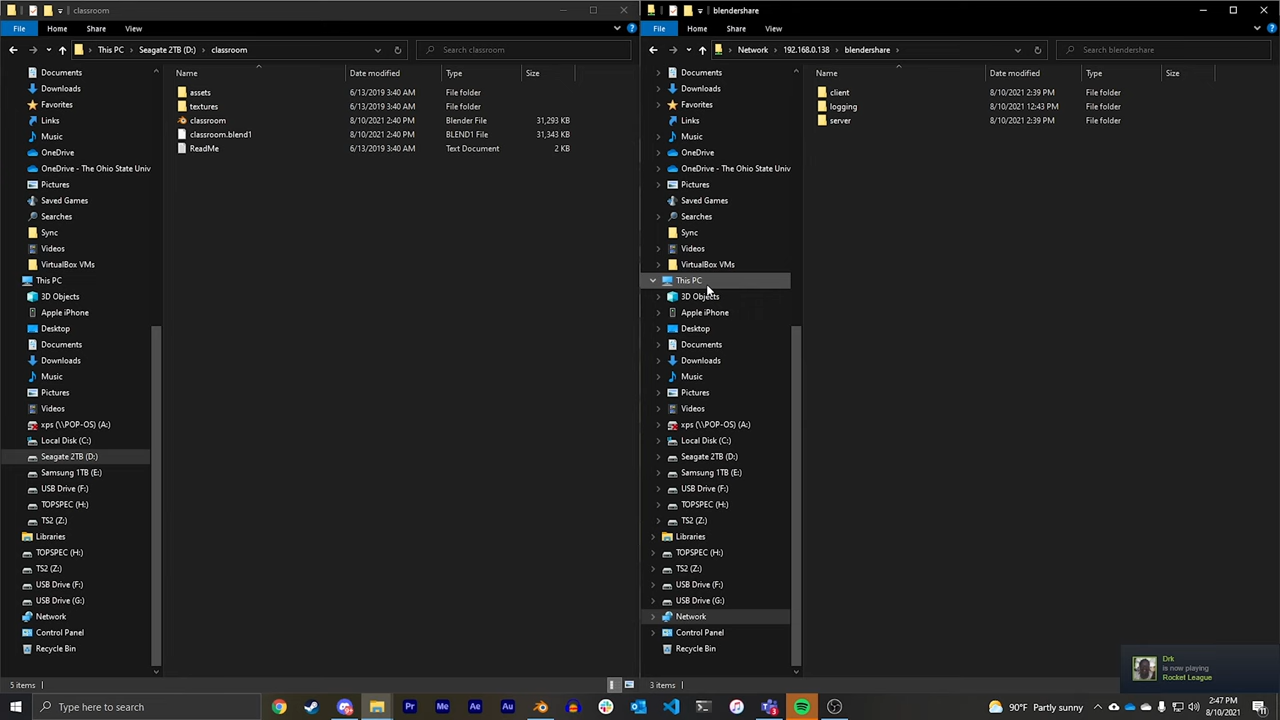 classroom
File
Home
Share
View
This PC > Seagate 2TB (D:) > classroom
Search classroom
Name
Date modified
Type
Size
assets 6/13/2019 3:40 AM File folder
textures 6/13/2019 3:40 AM File folder
classroom 8/10/2021 2:40 PM Blender File 31,293 KB
classroom.blend1 8/10/2021 2:40 PM BLEND1 File 31,343 KB
ReadMe 6/13/2019 3:40 AM Text Document 2 KB
Documents
Downloads
Favorites
Links
Music
OneDrive
OneDrive - The Ohio State Univ
Pictures
Saved Games
Searches
Sync
Videos
VirtualBox VMs
This PC
3D Objects
Apple iPhone
Desktop
Documents
Downloads
Music
Pictures
Videos
xps (\\POP-OS) (A:)
Local Disk (C:)
Seagate 2TB (D:)
Samsung 1TB (E:)
USB Drive (F:)
TOPSPEC (H:)
TS2 (Z:)
Libraries
TOPSPEC (H:)
TS2 (Z:)
USB Drive (F:)
USB Drive (G:)
Network
Control Panel
Recycle Bin
5 items
blendershare
File
Home
Share
View
Network > 192.168.0.138 > blendershare >
Search blendershare
Name
Date modified
Type
Size
client 8/10/2021 2:39 PM File folder
logging 8/10/2021 12:43 PM File folder
server 8/10/2021 2:39 PM File folder
Documents
Downloads
Favorites
Links
Music
OneDrive
OneDrive - The Ohio State Univ
Pictures
Saved Games
Searches
Sync
Videos
VirtualBox VMs
This PC
3D Objects
Apple iPhone
Desktop
Documents
Downloads
Music
Pictures
Videos
xps (\\POP-OS) (A:)
Local Disk (C:)
Seagate 2TB (D:)
Samsung 1TB (E:)
USB Drive (F:)
TOPSPEC (H:)
TS2 (Z:)
Libraries
TOPSPEC (H:)
TS2 (Z:)
USB Drive (F:)
USB Drive (G:)
Network
Control Panel
Recycle Bin
3 items
Drk
is now playing
Rocket League
Type here to search
Pr
Me
Ae
Au
90°F Partly sunny
2:47 PM
8/10/2021